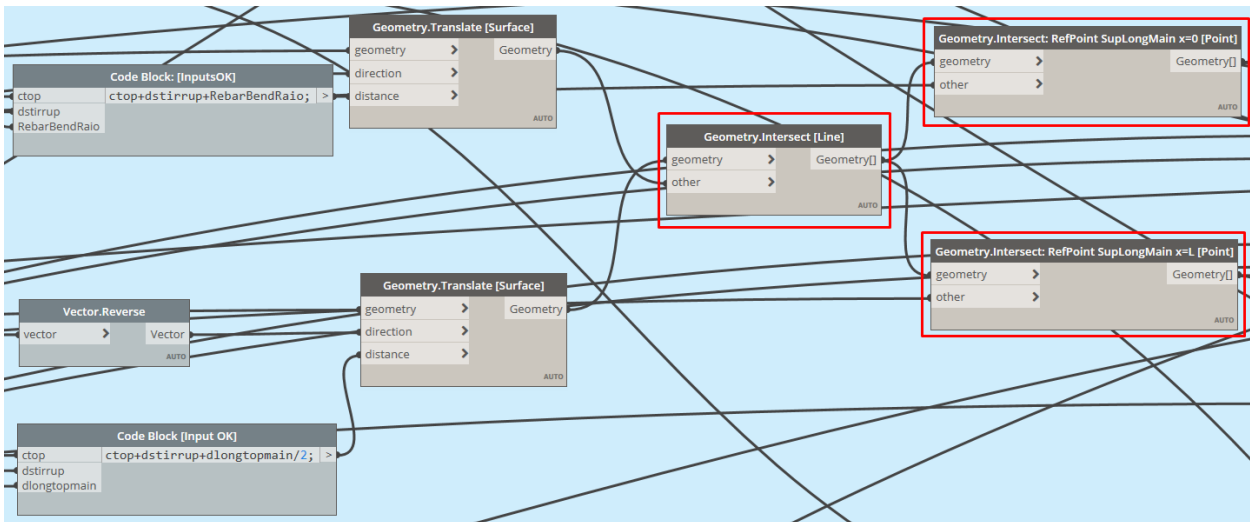 Geometry.Translate [Surface]
geometry > Geometry
direction >
distance >
AUTO
Code Block: [InputsOK]
ctop ctop+dstirrup+RebarBendRaio; >
dstirrup
RebarBendRaio
Geometry.Intersect: RefPoint SupLongMain x=0 [Point]
geometry > Geometry[]
other >
AUTO
Geometry.Intersect [Line]
geometry > Geometry[]
other >
AUTO
Geometry.Intersect: RefPoint SupLongMain x=L [Point]
geometry > Geometry[]
other >
AUTO
Geometry.Translate [Surface]
geometry > Geometry
direction >
distance >
AUTO
Vector.Reverse
vector > Vector
AUTO
Code Block [Input OK]
ctop ctop+dstirrup+dlongtopmain/2; >
dstirrup
dlongtopmain